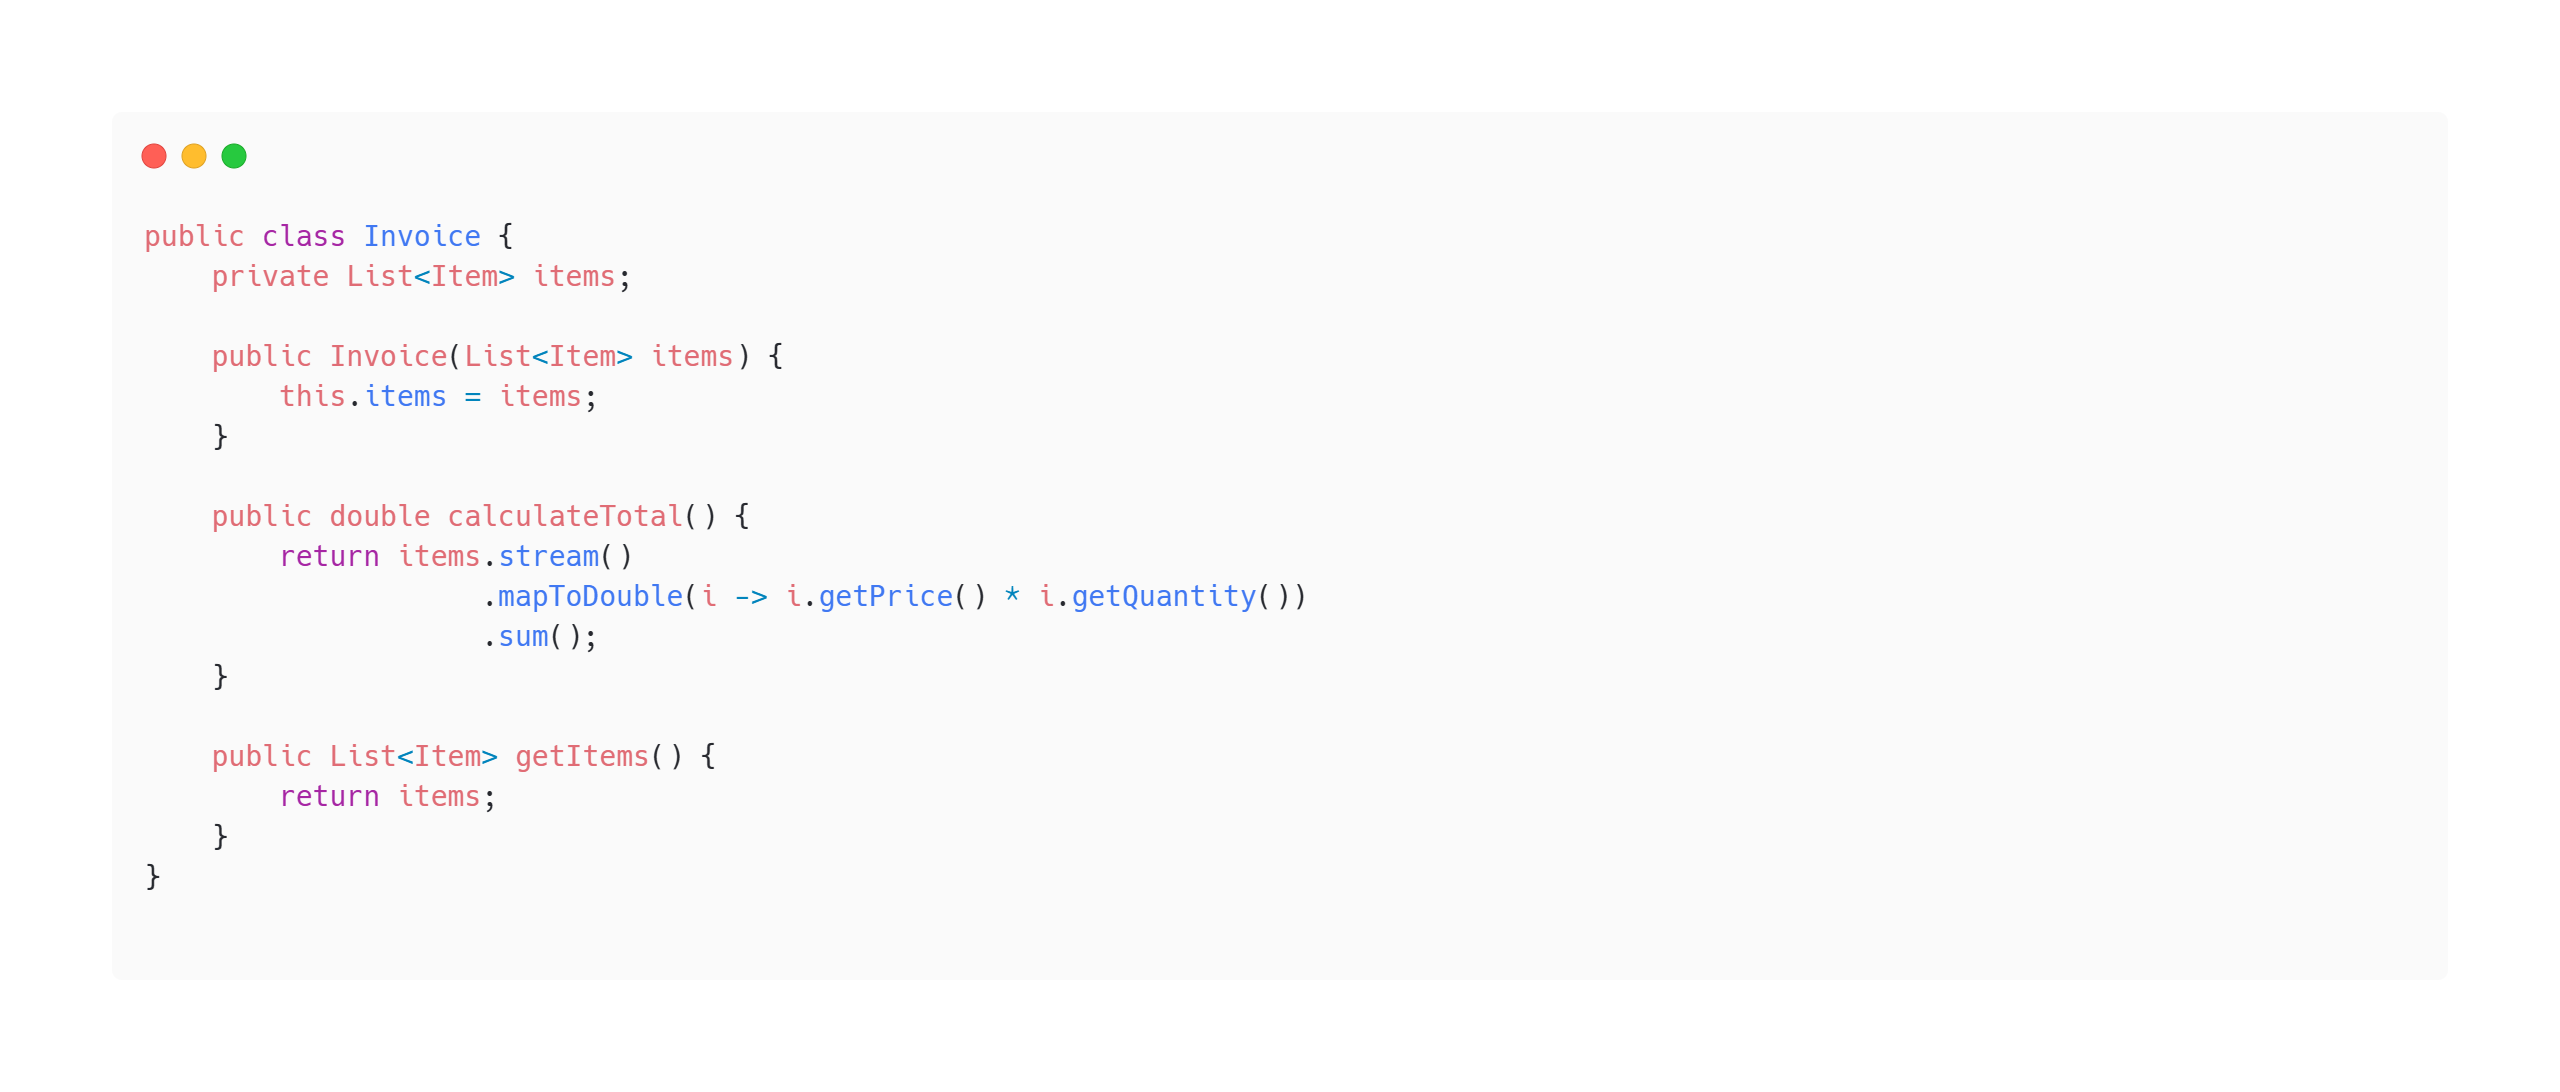 public class Invoice {
    private List<Item> items;

    public Invoice(List<Item> items) {
        this.items = items;
    }

    public double calculateTotal() {
        return items.stream()
                    .mapToDouble(i -> i.getPrice() * i.getQuantity())
                    .sum();
    }

    public List<Item> getItems() {
        return items;
    }
}